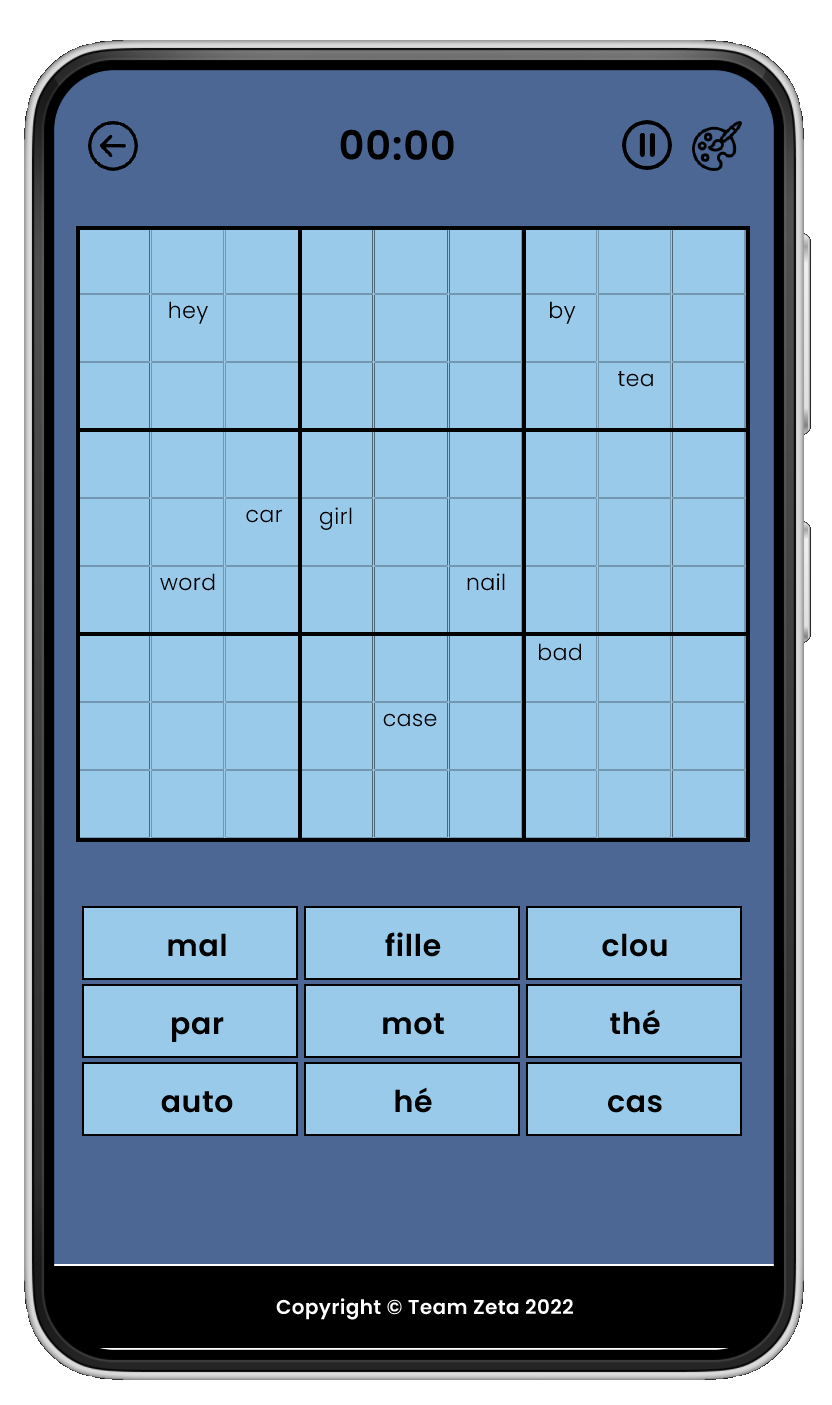 00:00
hey by
tea
car girl
word nail
bad
case
mal fille clou
par mot thé
auto hé cas
Copyright © Team Zeta 2022